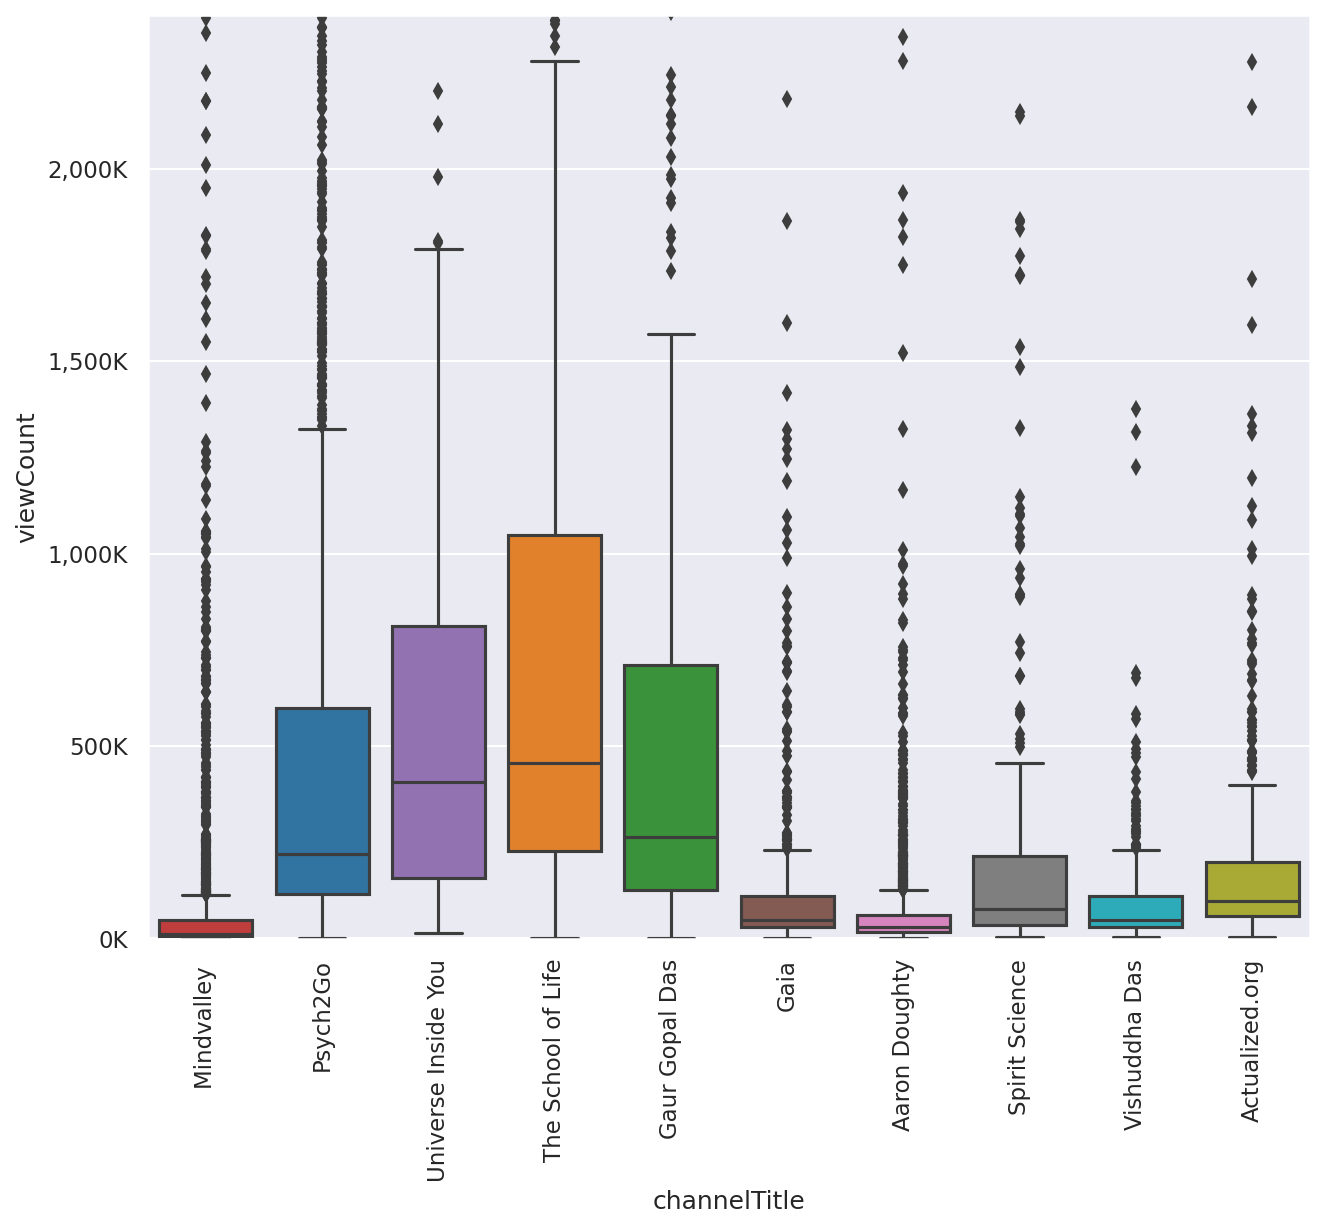 2,000K
1,500K
1,000K
500K
0K
viewCount
Mindvalley
Psych2Go
Universe Inside You
The School of Life
Gaur Gopal Das
Gaia
Aaron Doughty
Spirit Science
Vishuddha Das
Actualized.org
channelTitle